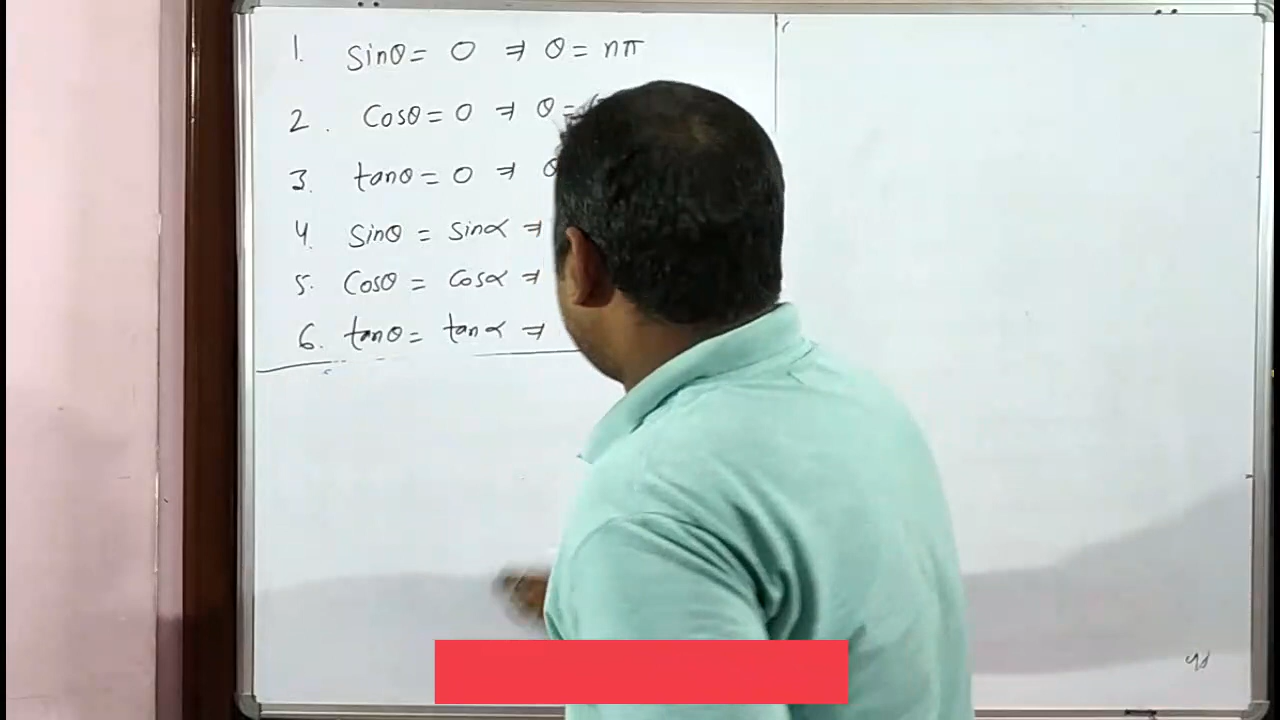 1. sinθ = 0 ⇒ θ = nπ
2. Cosθ = 0 ⇒ θ =
3. tanθ = 0 ⇒ θ
4. sinθ = sinα ⇒
5. Cosθ = Cosα ⇒
6. tanθ = tanα ⇒